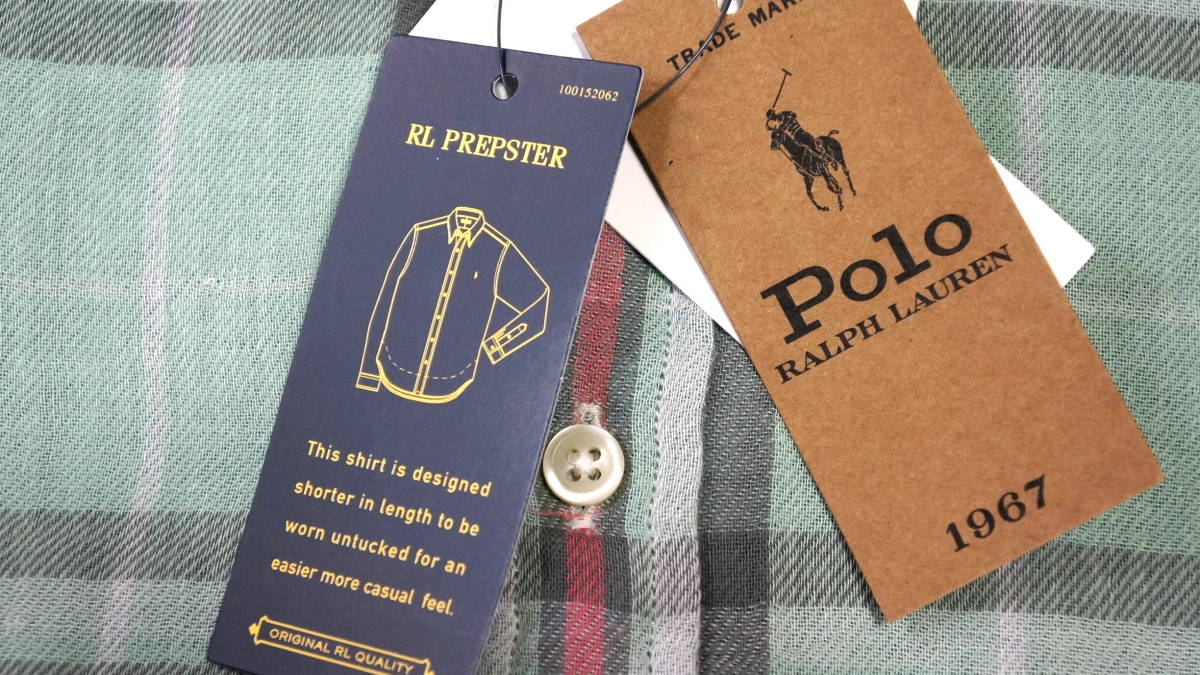 100152062
RL PREPSTER
This shirt is designed
shorter in length to be
worn untucked for an
easier more casual feel.
ORIGINAL RL QUALITY
TRADE MARK
Polo
RALPH LAUREN
1967